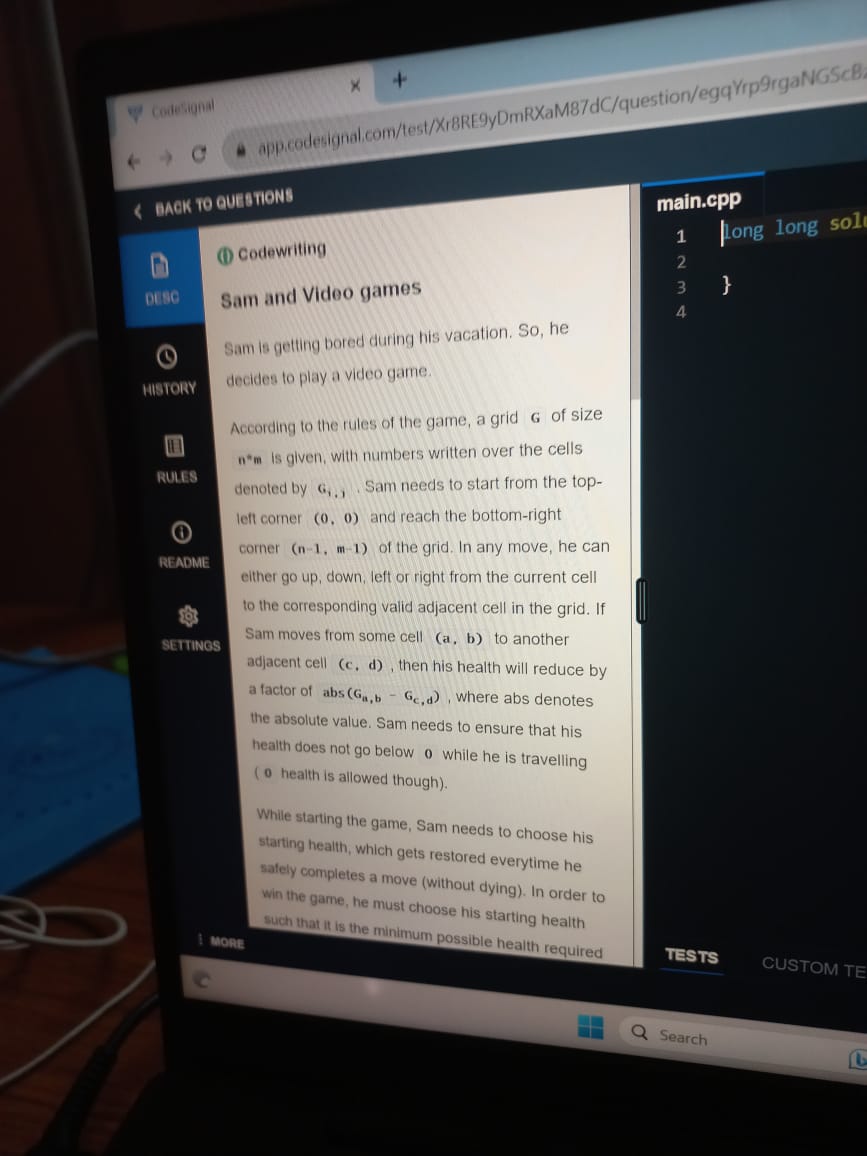 CodeSignal
app.codesignal.com/test/Xr8RE9yDmRXaM87dC/question/egqYrp9rgaNGScBz
BACK TO QUESTIONS
main.cpp
DESC
HISTORY
RULES
README
SETTINGS
MORE
Codewriting
Sam and Video games
Sam is getting bored during his vacation. So, he
decides to play a video game.
According to the rules of the game, a grid G of size
n*m is given, with numbers written over the cells
denoted by Gi,j . Sam needs to start from the top-
left corner (0, 0) and reach the bottom-right
corner (n-1, m-1) of the grid. In any move, he can
either go up, down, left or right from the current cell
to the corresponding valid adjacent cell in the grid. If
Sam moves from some cell (a, b) to another
adjacent cell (c, d) , then his health will reduce by
a factor of abs(Ga,b - Gc,d) , where abs denotes
the absolute value. Sam needs to ensure that his
health does not go below 0 while he is travelling
( 0 health is allowed though).
While starting the game, Sam needs to choose his
starting health, which gets restored everytime he
safely completes a move (without dying). In order to
win the game, he must choose his starting health
such that it is the minimum possible health required
1 long long solu
2
3 }
4
TESTS
CUSTOM TE
Search